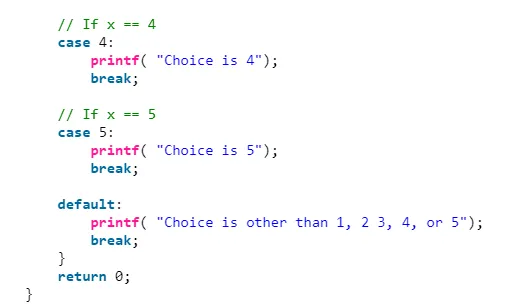 // If x == 4
case 4:
printf( "Choice is 4");
break;
// If x == 5
case 5:
printf( "Choice is 5");
break;
default:
printf( "Choice is other than 1, 2 3, 4, or 5");
break;
}
return 0;
}